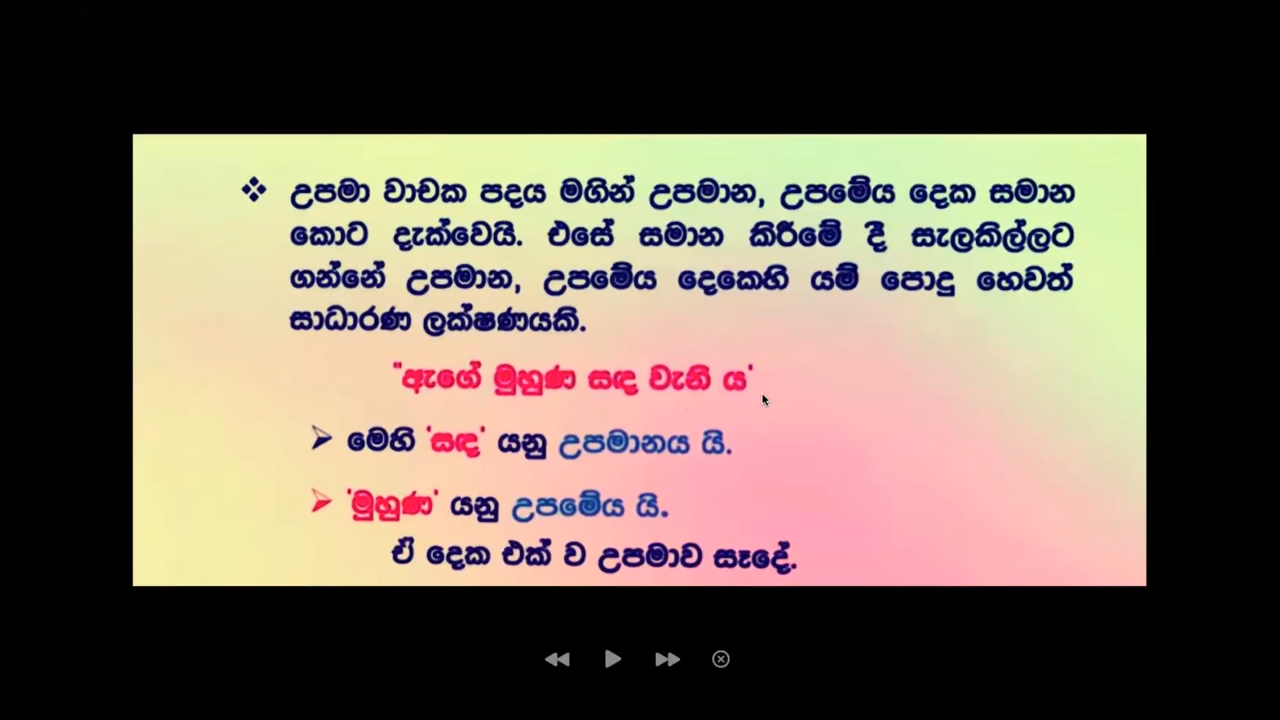 ❖ උපමා වාචක පදය මගින් උපමාන, උපමේය දෙක සමාන
කොට දැක්වෙයි. එසේ සමාන කිරීමේ දී සැලකිල්ලට
ගන්නේ උපමාන, උපමේය දෙකෙහි යම් පොදු හෙවත්
සාධාරණ ලක්ෂණයකි.
"ඇගේ මුහුණ සඳ වැනි ය'
➢ මෙහි 'සඳ' යනු උපමානය යි.
➢ 'මුහුණ' යනු උපමේය යි.
ඒ දෙක එක් ව උපමාව සෑදේ.